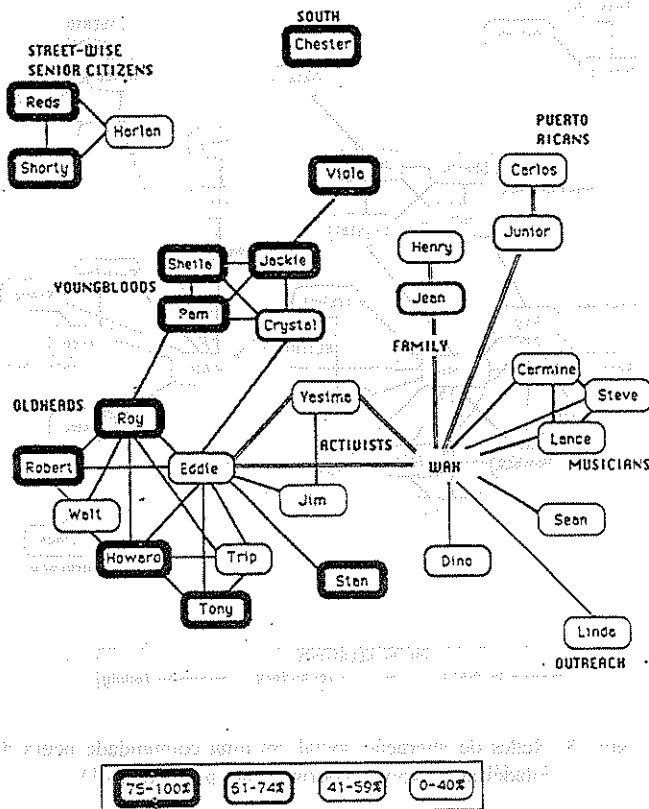 SOUTH
Chester
STREET-WISE
SENIOR CITIZENS
Reds
Harlan
Shorty
PUERTO
RICANS
Carlos
Viola
Junior
Henry
Sheila
Jackie
YOUNGBLOODS
Jean
Pam
Crystal
FAMILY
Carmine
Yesima
Steve
OLDHEADS
Roy
ACTIVISTS
Lance
Robert
Eddie
WAX
MUSICIANS
Walt
Jim
Sean
Howard
Trip
Dino
Stan
Tony
Linda
OUTREACH
75-100%
61-74%
41-59%
0-40%